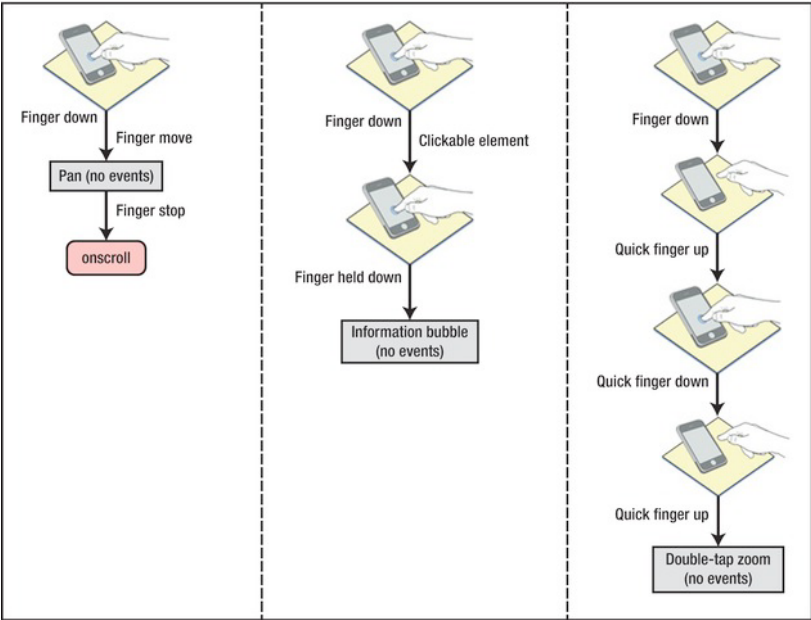 Finger down
Finger move
Pan (no events)
Finger stop
onscroll
Finger down
Clickable element
Finger held down
Information bubble
(no events)
Finger down
Quick finger up
Quick finger down
Quick finger up
Double-tap zoom
(no events)